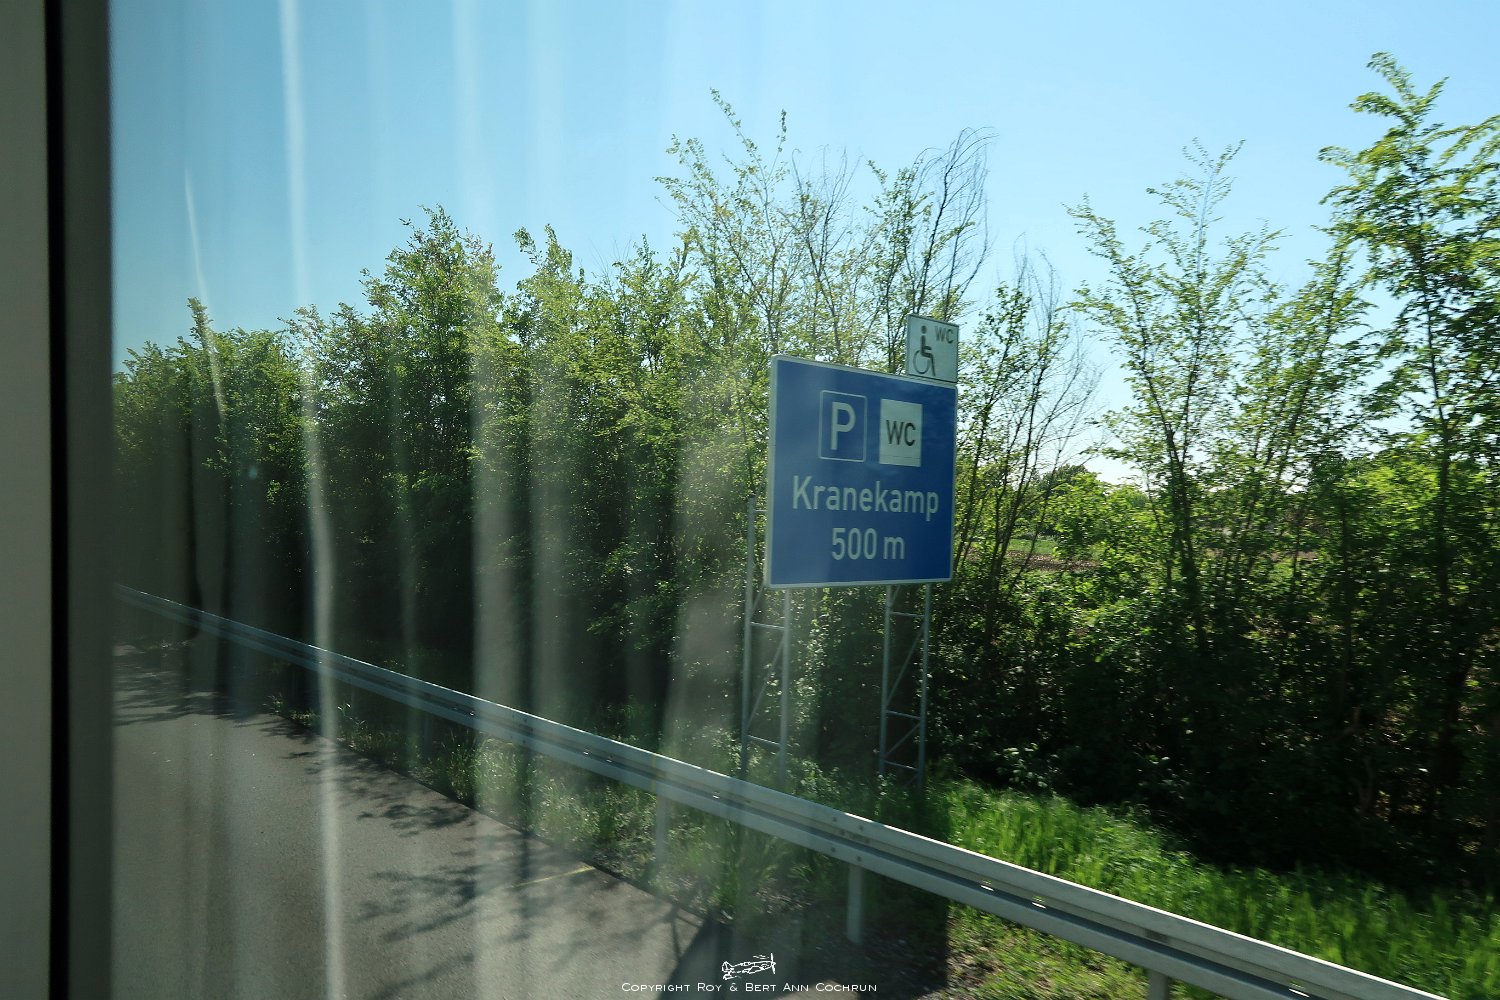 WC
P WC
Kranekamp
500 m
COPYRIGHT ROY & BERT ANN COCHRUN